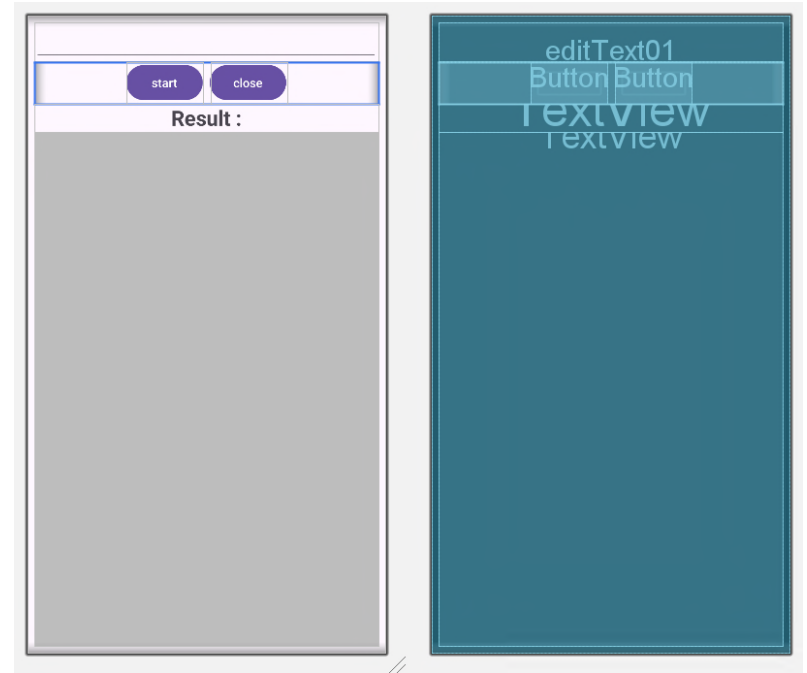 start close
Result :
editText01
Button Button
TextView
TextView